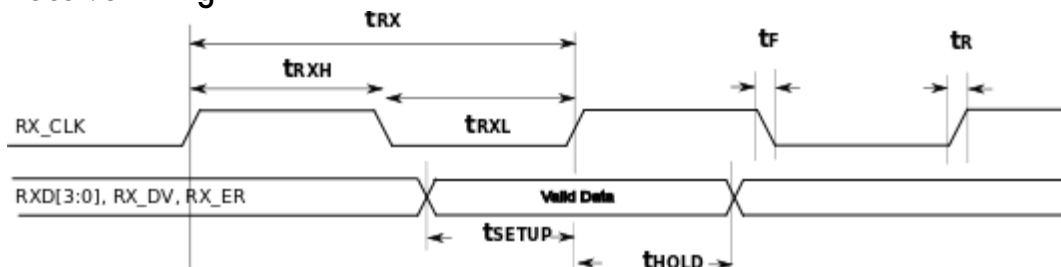 tRX
tF
tR
tRXH
tRXL
RX_CLK
RXD[3:0], RX_DV, RX_ER
Valid Data
tSETUP
tHOLD